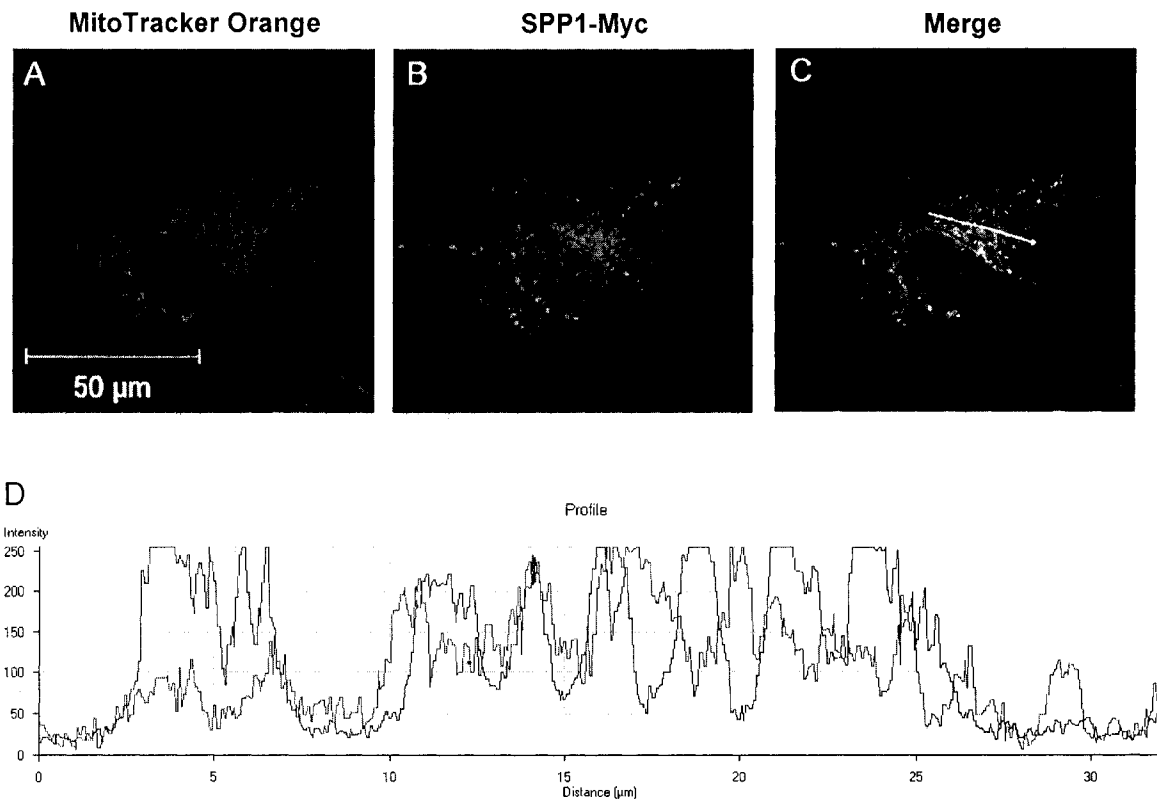 MitoTracker Orange SPP1-Myc Merge
A B C
50 µm
D
Profile
Intensity
250
200
150
100
50
0
0 5 10 15 20 25 30
Distance (µm)